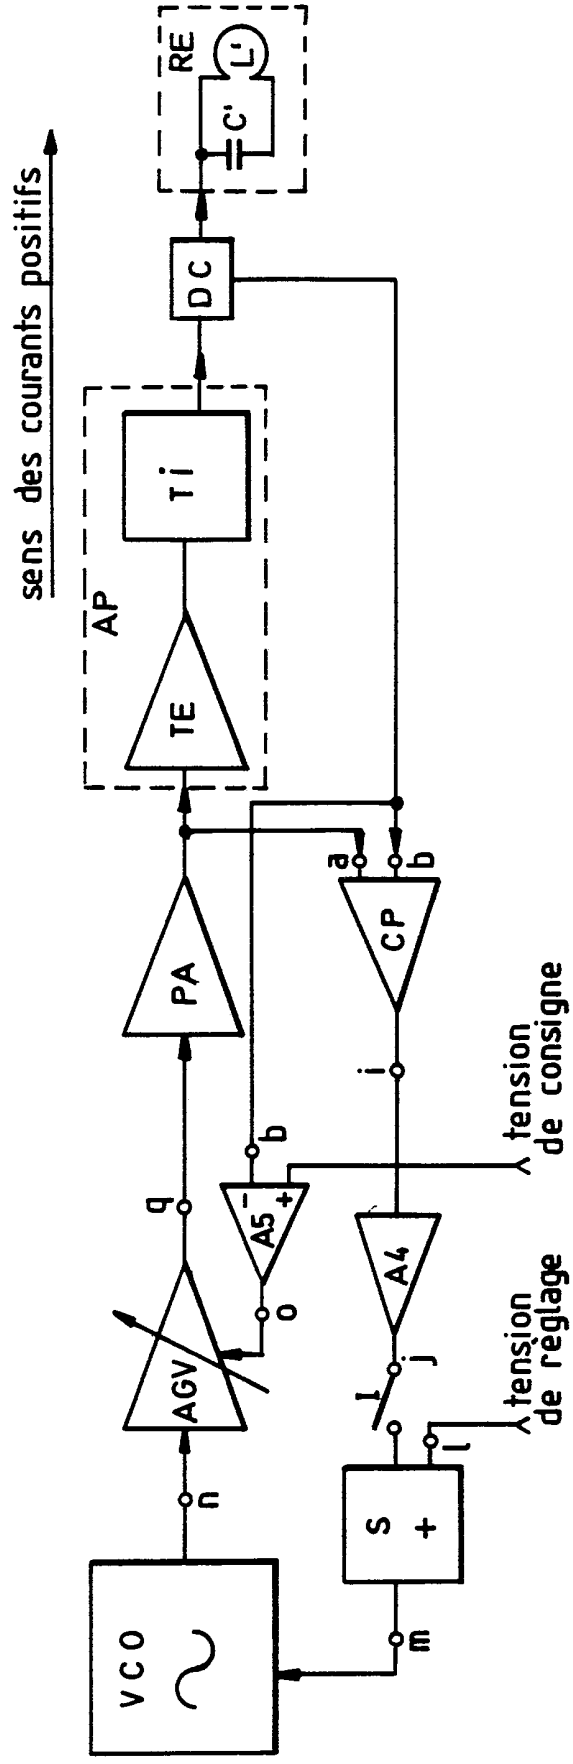 sens des courants positifs
RE
C'
L'
DC
AP
TE
Ti
PA
a
b
CP
q
b
A5
-
+
i
tension
de consigne
AGV
o
A4
I
j
tension
de réglage
n
l
S
+
VCO
m